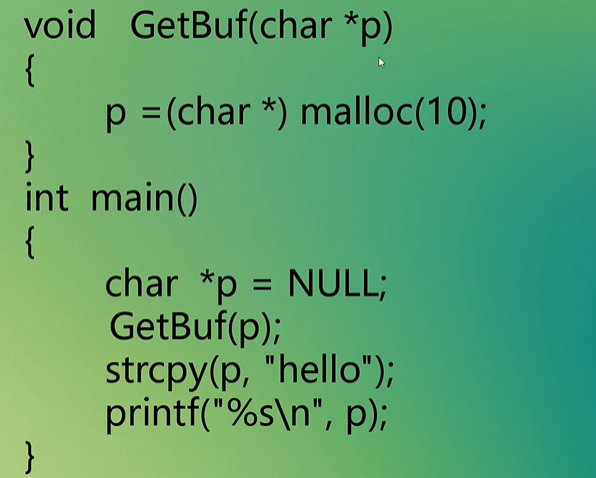 void GetBuf(char *p)
{
p =(char *) malloc(10);
}
int main()
{
char *p = NULL;
GetBuf(p);
strcpy(p, "hello");
printf("%s\n", p);
}